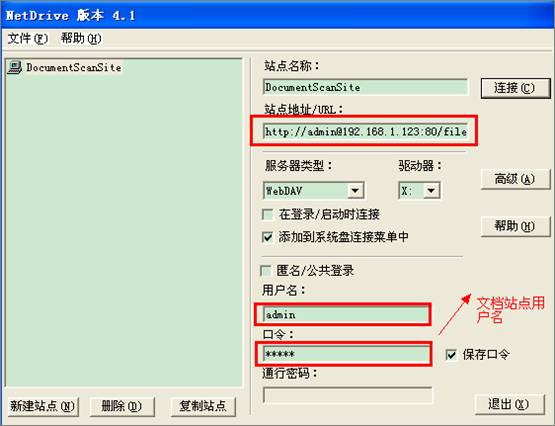 NetDrive 版本 4.1
文件(F) 帮助(H)
DocumentScanSite
站点名称：
DocumentScanSite
连接(C)
站点地址/URL：
http://admin@192.168.1.123:80/file
服务器类型： 驱动器：
WebDAV X:
高级(A)
在登录/启动时连接
添加到系统盘连接菜单中
帮助(H)
匿名/公共登录
用户名：
admin
文档站点用
户名
口令：
*****
保存口令
通行密码：
新建站点(N) 删除(D) 复制站点
退出(X)